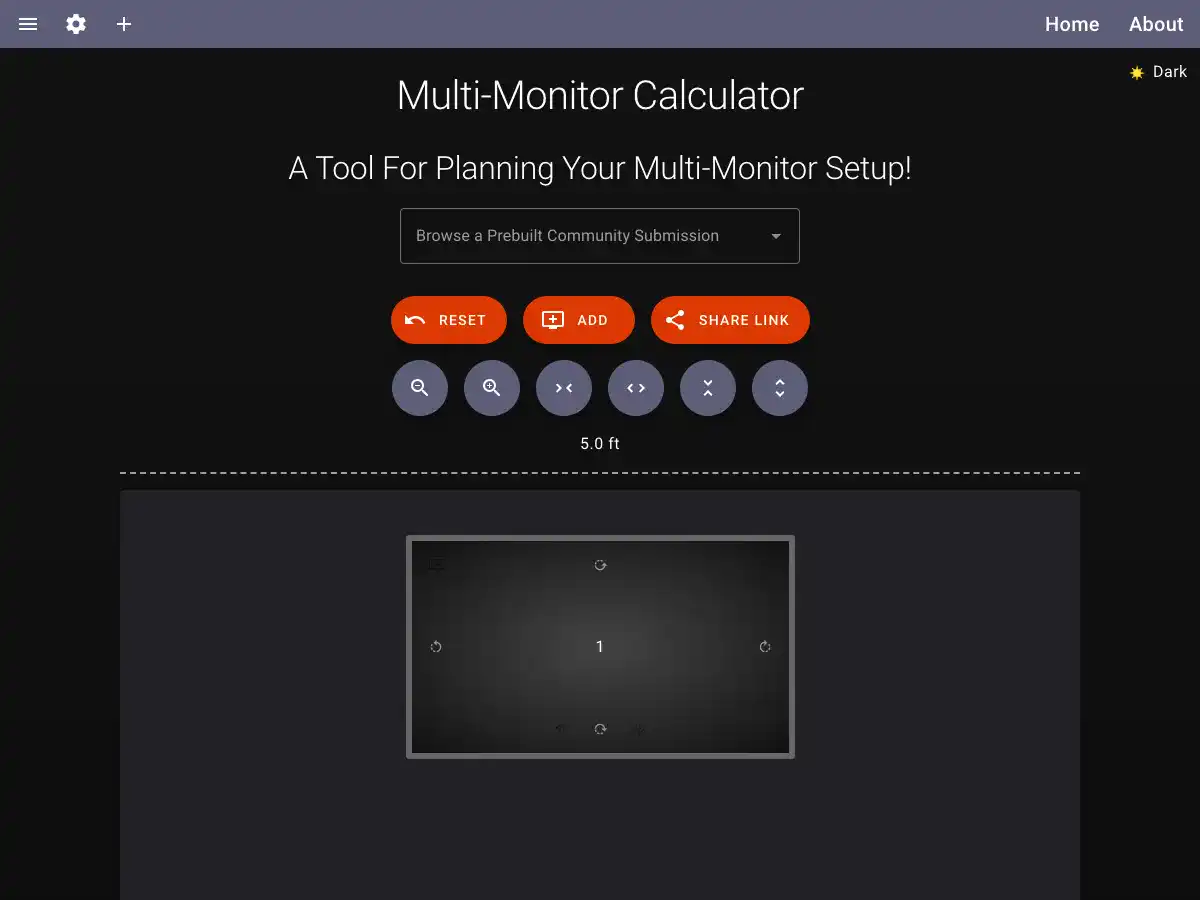 Home About
Dark
Multi-Monitor Calculator
A Tool For Planning Your Multi-Monitor Setup!
Browse a Prebuilt Community Submission
RESET ADD SHARE LINK
5.0 ft
1